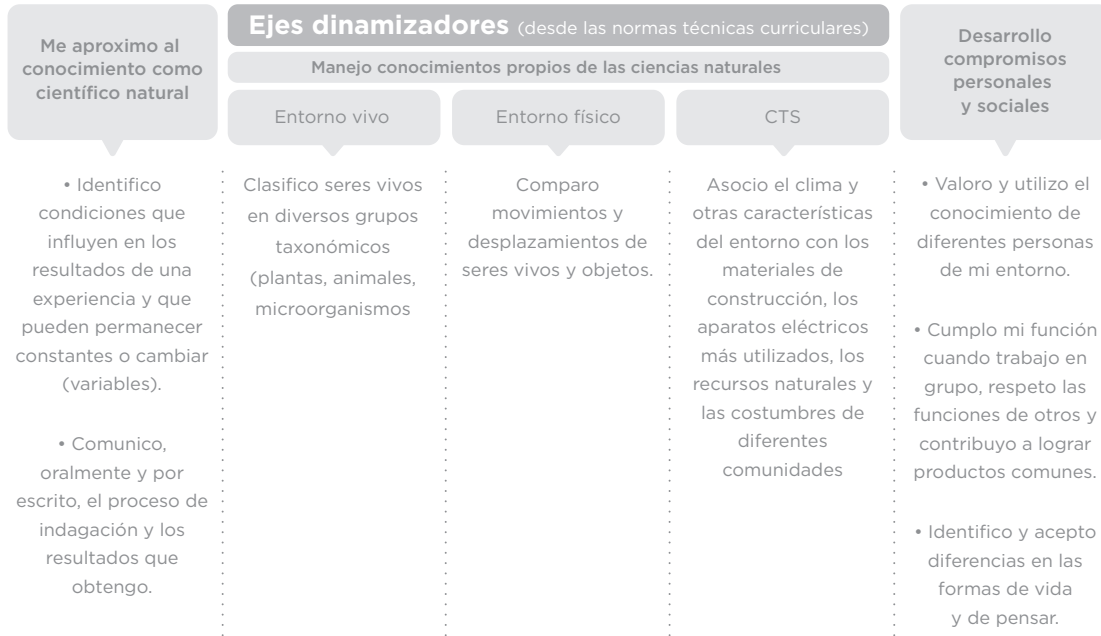 Me aproximo al
conocimiento como
científico natural
Ejes dinamizadores (desde las normas técnicas curriculares)
Manejo conocimientos propios de las ciencias naturales
Entorno vivo
Entorno físico
CTS
Desarrollo
compromisos
personales
y sociales
• Identifico
condiciones que
influyen en los
resultados de una
experiencia y que
pueden permanecer
constantes o cambiar
(variables).
• Comunico,
oralmente y por
escrito, el proceso de
indagación y los
resultados que
obtengo.
Clasifico seres vivos
en diversos grupos
taxonómicos
(plantas, animales,
microorganismos
Comparo
movimientos y
desplazamientos de
seres vivos y objetos.
Asocio el clima y
otras características
del entorno con los
materiales de
construcción, los
aparatos eléctricos
más utilizados, los
recursos naturales y
las costumbres de
diferentes
comunidades
• Valoro y utilizo el
conocimiento de
diferentes personas
de mi entorno.
• Cumplo mi función
cuando trabajo en
grupo, respeto las
funciones de otros y
contribuyo a lograr
productos comunes.
• Identifico y acepto
diferencias en las
formas de vida
y de pensar.